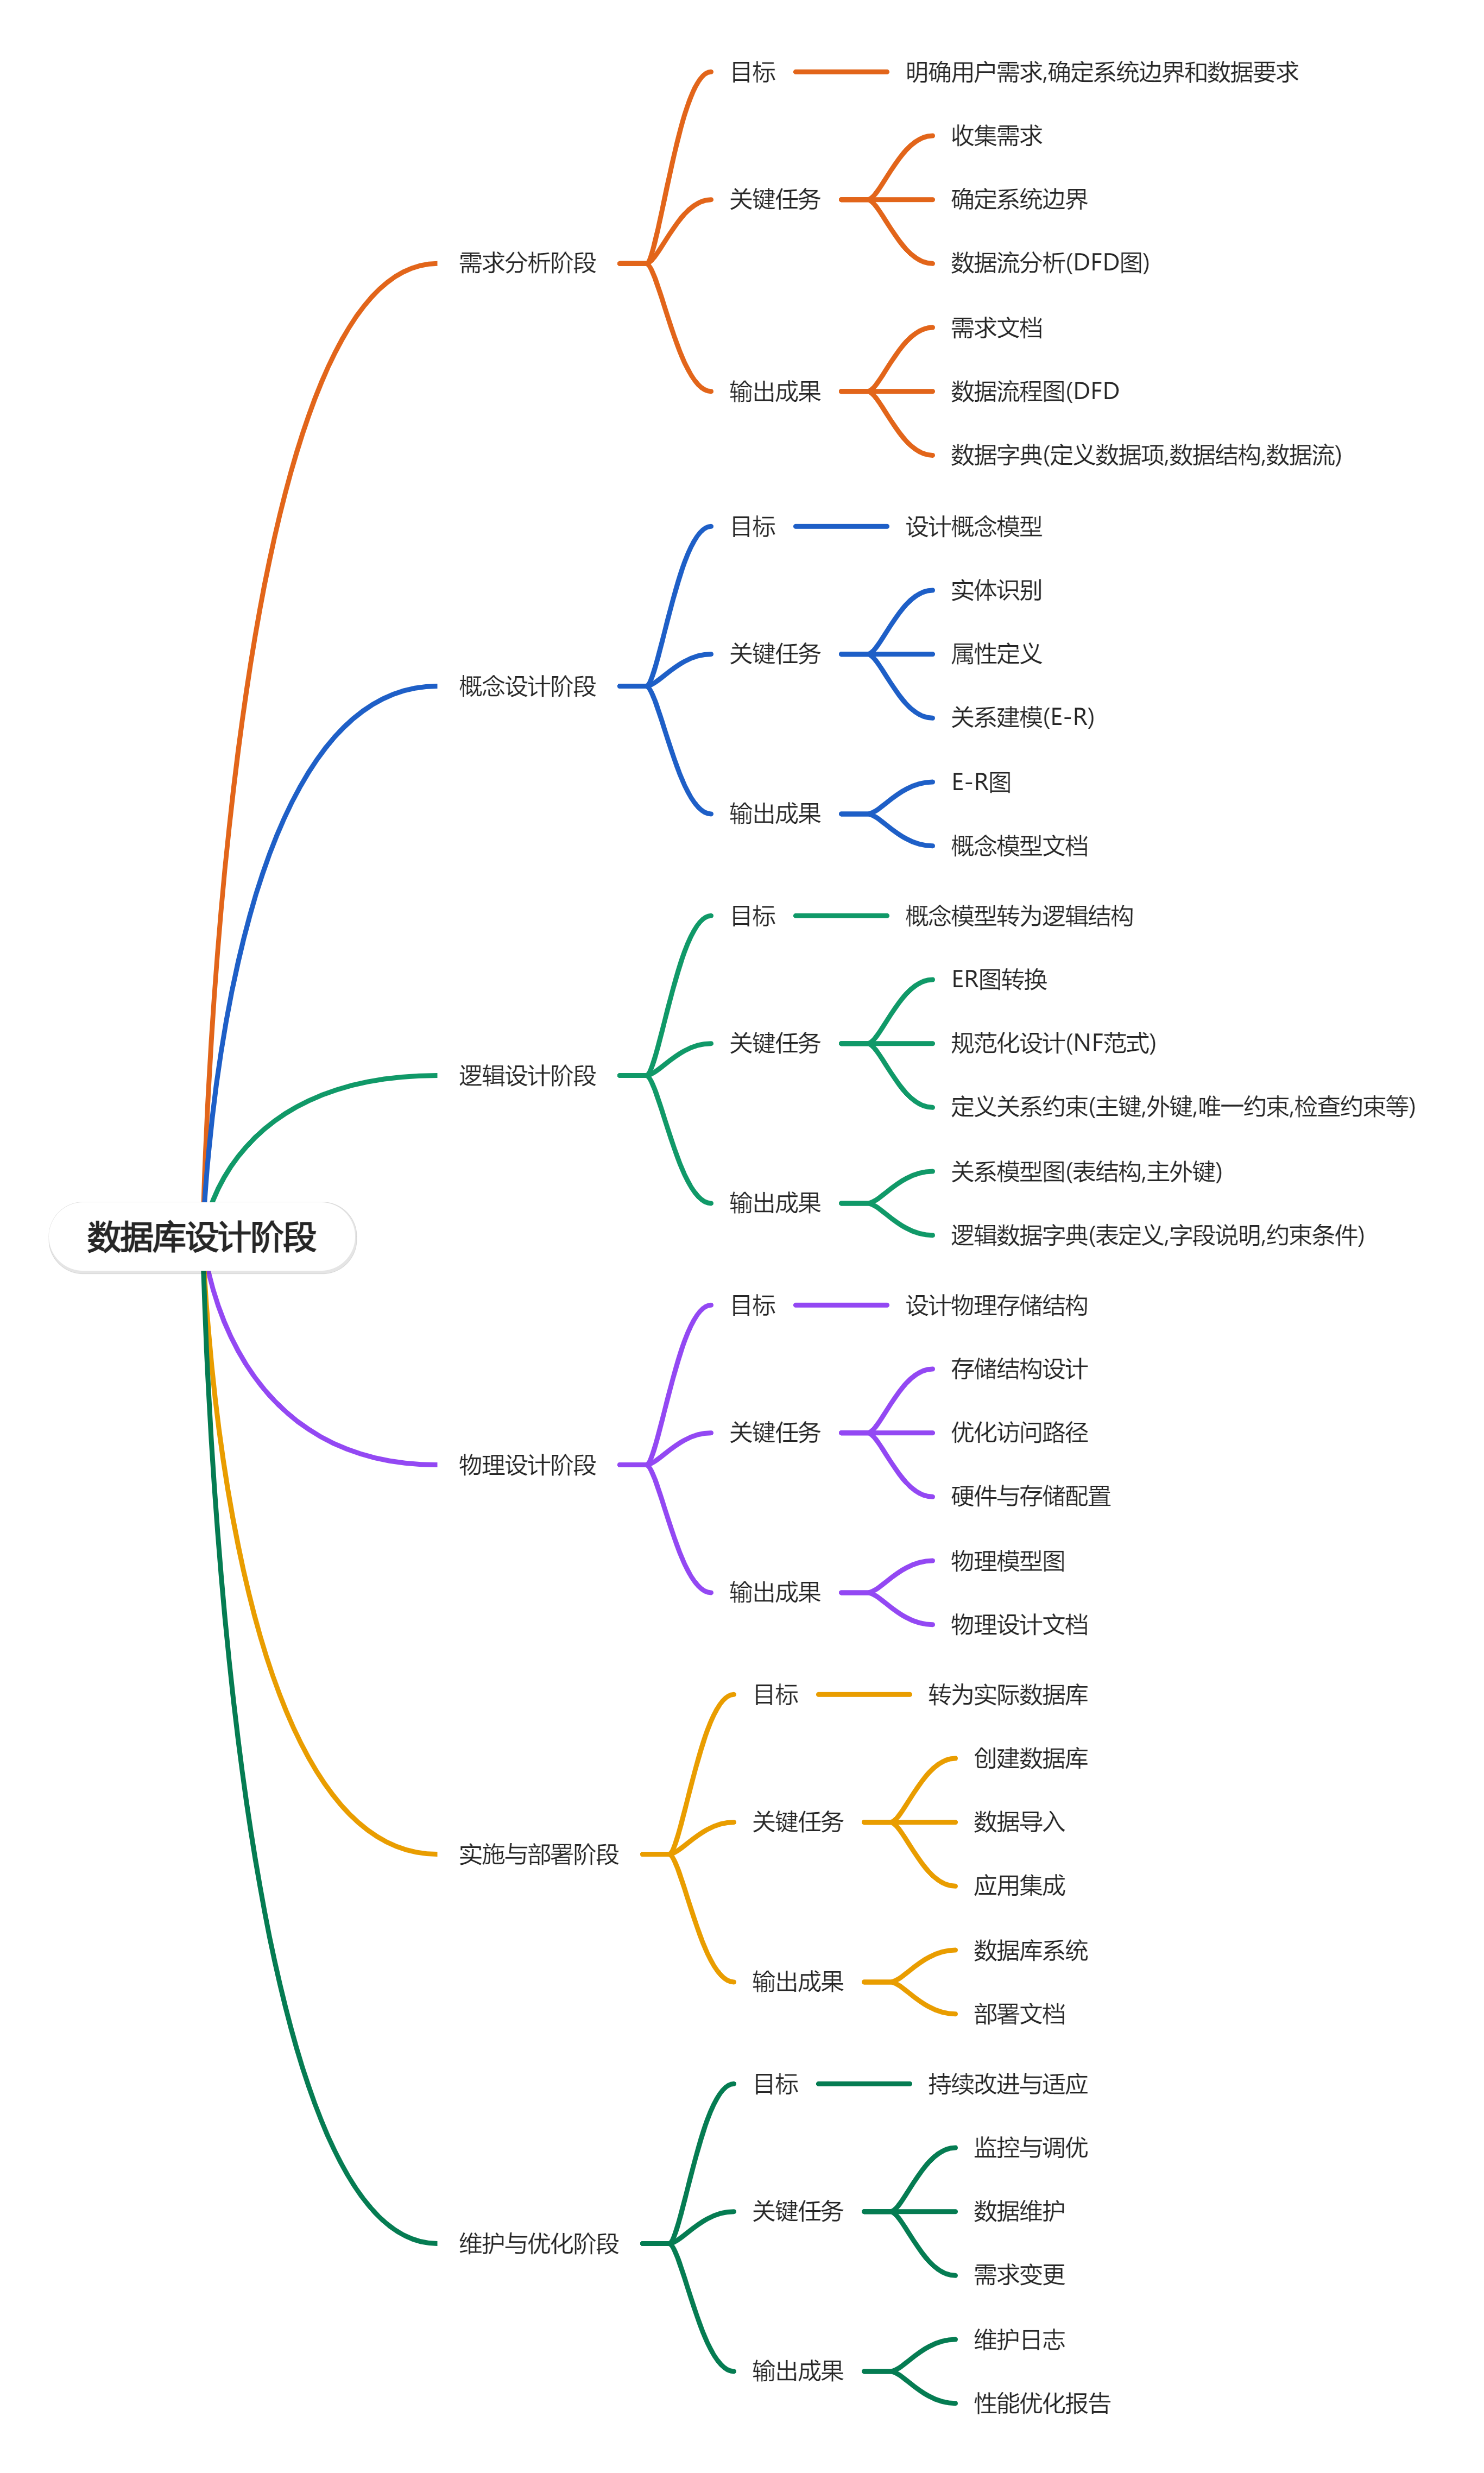 数据库设计阶段
需求分析阶段
目标
明确用户需求,确定系统边界和数据要求
关键任务
收集需求
确定系统边界
数据流分析(DFD图)
输出成果
需求文档
数据流程图(DFD
数据字典(定义数据项,数据结构,数据流)
概念设计阶段
目标
设计概念模型
关键任务
实体识别
属性定义
关系建模(E-R)
输出成果
E-R图
概念模型文档
逻辑设计阶段
目标
概念模型转为逻辑结构
关键任务
ER图转换
规范化设计(NF范式)
定义关系约束(主键,外键,唯一约束,检查约束等)
输出成果
关系模型图(表结构,主外键)
逻辑数据字典(表定义,字段说明,约束条件)
物理设计阶段
目标
设计物理存储结构
关键任务
存储结构设计
优化访问路径
硬件与存储配置
输出成果
物理模型图
物理设计文档
实施与部署阶段
目标
转为实际数据库
关键任务
创建数据库
数据导入
应用集成
输出成果
数据库系统
部署文档
维护与优化阶段
目标
持续改进与适应
关键任务
监控与调优
数据维护
需求变更
输出成果
维护日志
性能优化报告